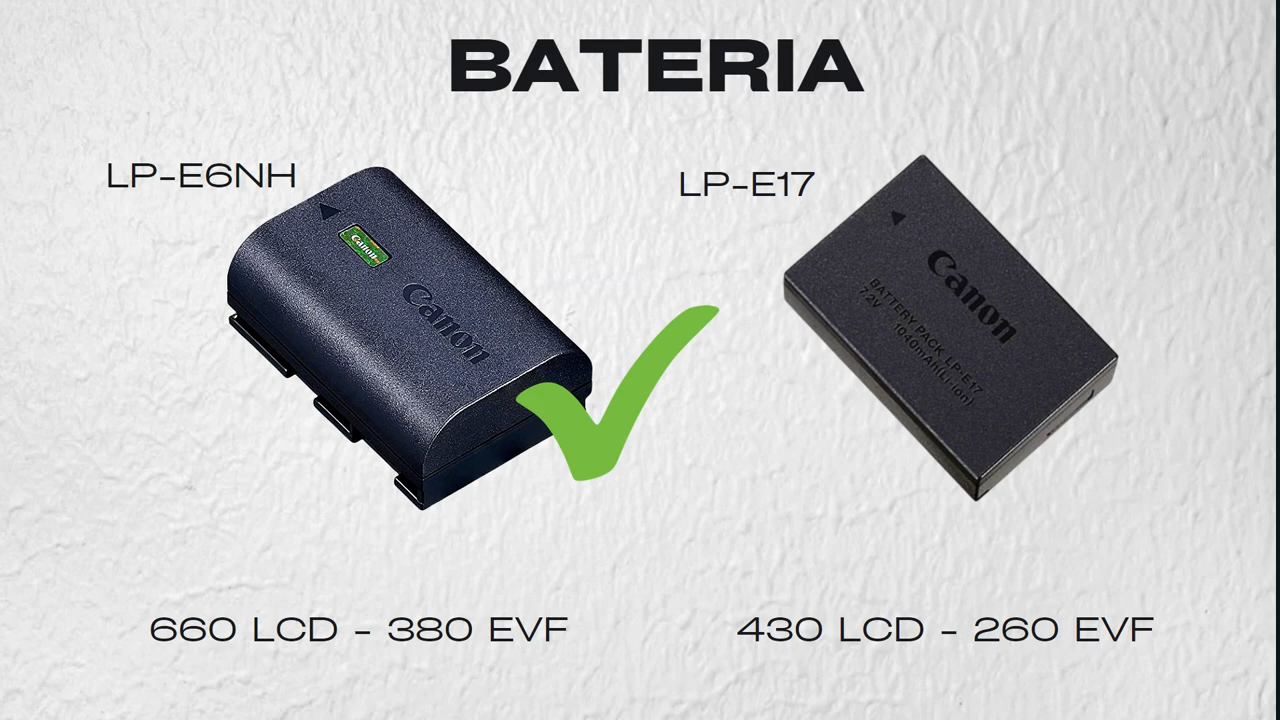 BATERIA
LP-E6NH
LP-E17
Canon
Canon
Canon
BATTERY PACK LP-E17
7.2V 1040mAh(Li-ion)
660 LCD - 380 EVF
430 LCD - 260 EVF